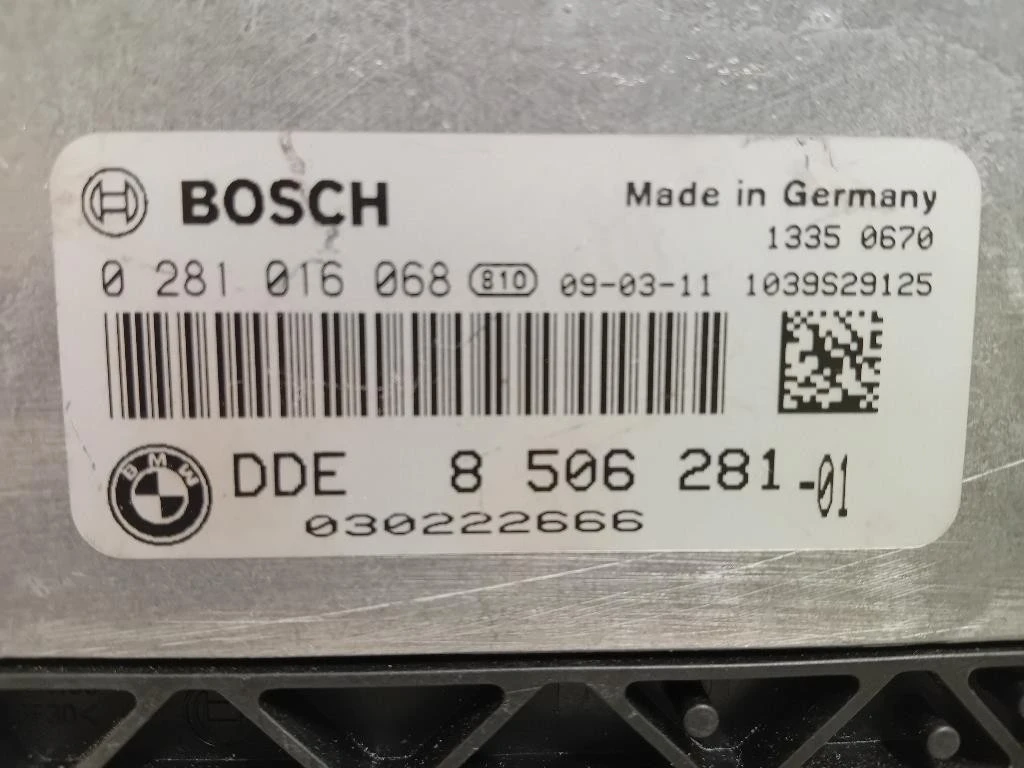 BOSCH
Made in Germany
1335 0670
0 281 016 068 810 09-03-11 1039S29125
BMW
DDE 8 506 281-01
030222666